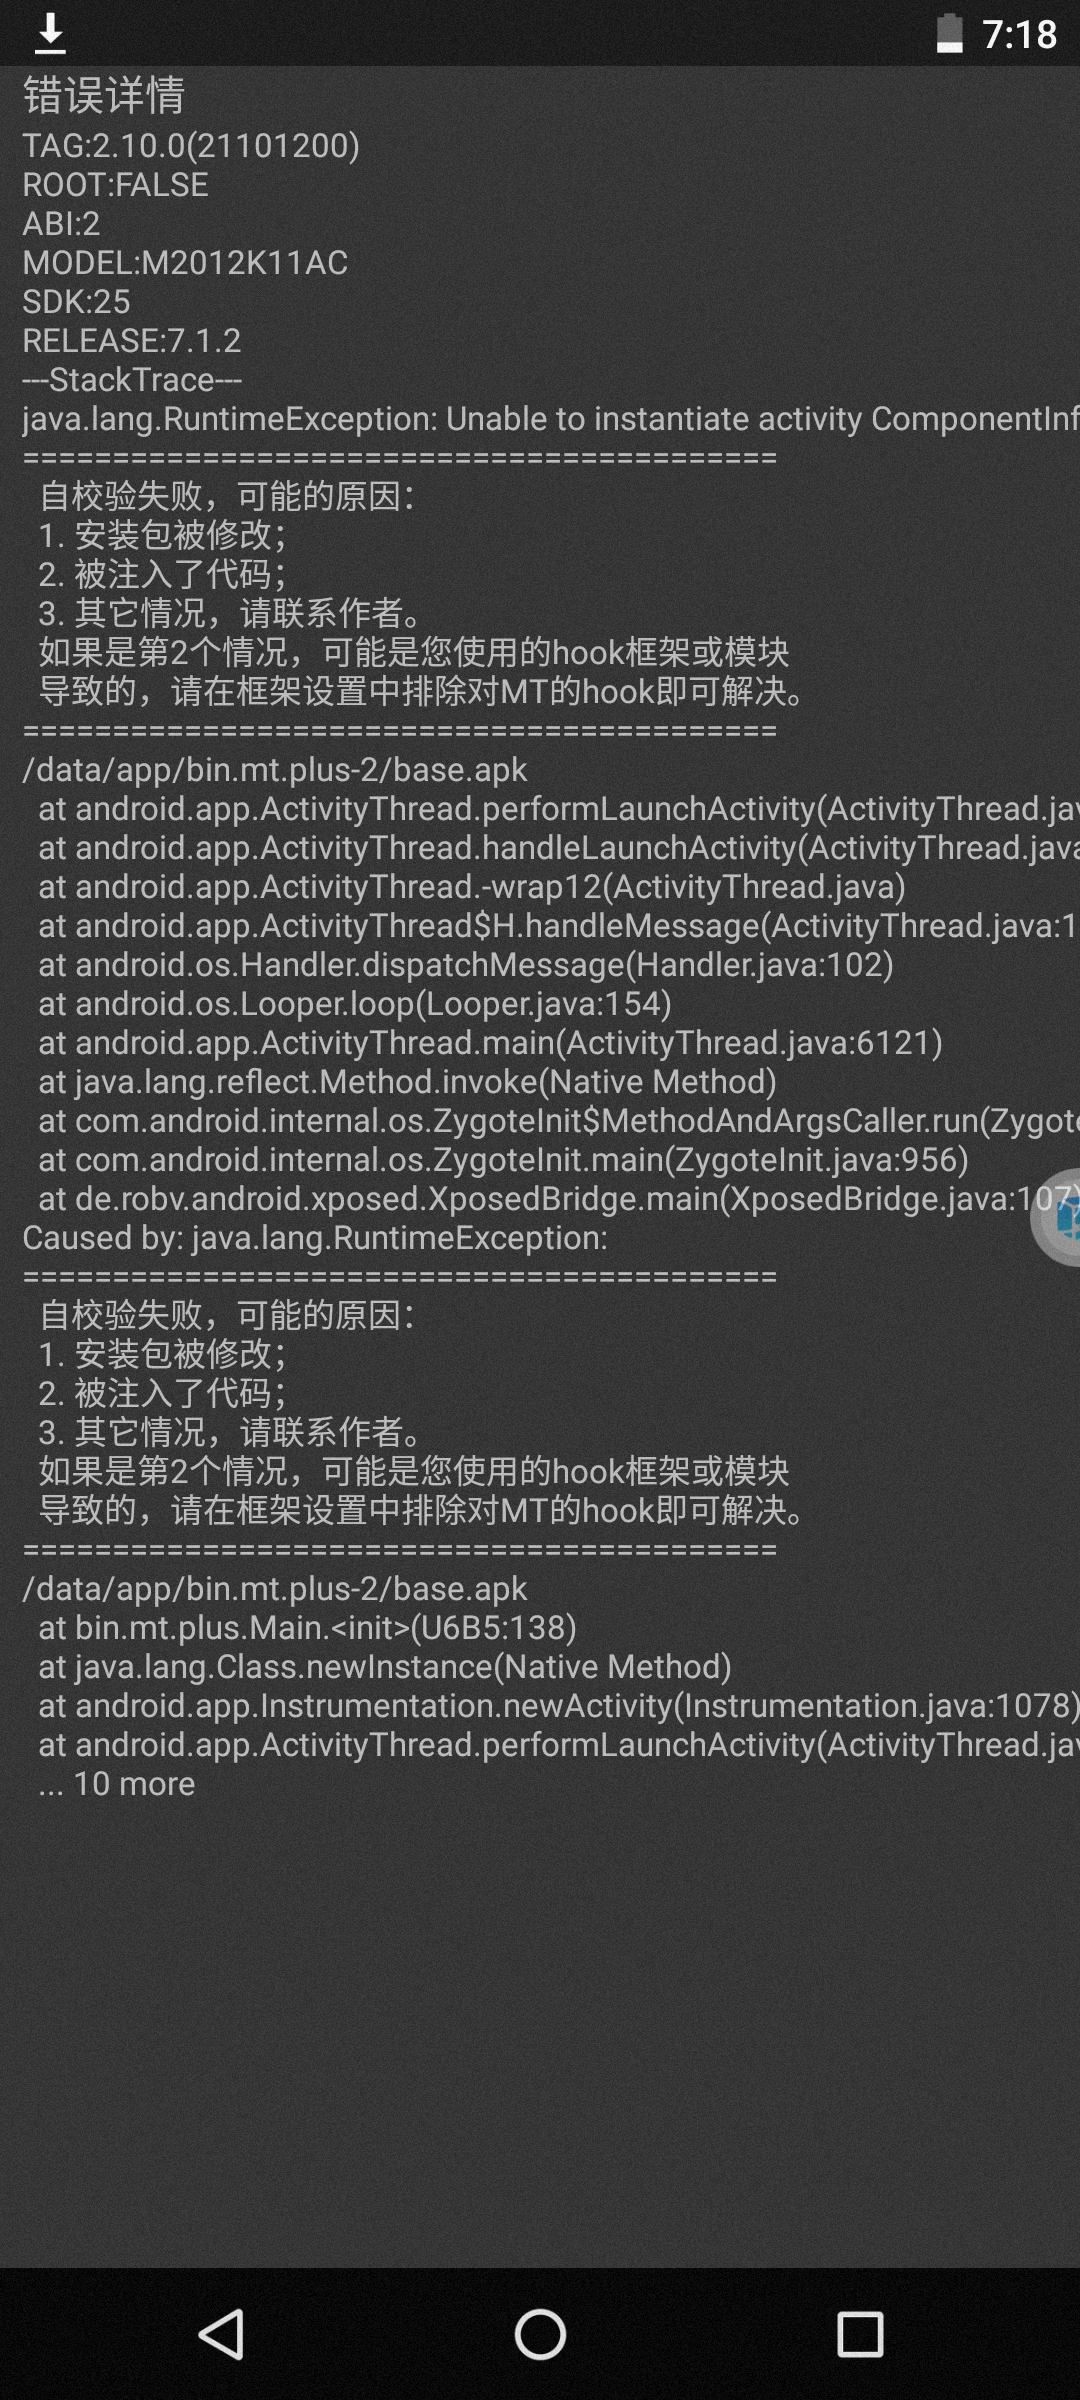 7:18
错误详情
TAG:2.10.0(21101200)
ROOT:FALSE
ABI:2
MODEL:M2012K11AC
SDK:25
RELEASE:7.1.2
---StackTrace---
java.lang.RuntimeException: Unable to instantiate activity ComponentInf
=========================================
自校验失败，可能的原因：
1. 安装包被修改；
2. 被注入了代码；
3. 其它情况，请联系作者。
如果是第2个情况，可能是您使用的hook框架或模块
导致的，请在框架设置中排除对MT的hook即可解决。
=========================================
/data/app/bin.mt.plus-2/base.apk
at android.app.ActivityThread.performLaunchActivity(ActivityThread.jav
at android.app.ActivityThread.handleLaunchActivity(ActivityThread.java
at android.app.ActivityThread.-wrap12(ActivityThread.java)
at android.app.ActivityThread$H.handleMessage(ActivityThread.java:1
at android.os.Handler.dispatchMessage(Handler.java:102)
at android.os.Looper.loop(Looper.java:154)
at android.app.ActivityThread.main(ActivityThread.java:6121)
at java.lang.reflect.Method.invoke(Native Method)
at com.android.internal.os.ZygoteInit$MethodAndArgsCaller.run(Zygote
at com.android.internal.os.ZygoteInit.main(ZygoteInit.java:956)
at de.robv.android.xposed.XposedBridge.main(XposedBridge.java:107)
Caused by: java.lang.RuntimeException:
=========================================
自校验失败，可能的原因：
1. 安装包被修改；
2. 被注入了代码；
3. 其它情况，请联系作者。
如果是第2个情况，可能是您使用的hook框架或模块
导致的，请在框架设置中排除对MT的hook即可解决。
=========================================
/data/app/bin.mt.plus-2/base.apk
at bin.mt.plus.Main.<init>(U6B5:138)
at java.lang.Class.newInstance(Native Method)
at android.app.Instrumentation.newActivity(Instrumentation.java:1078)
at android.app.ActivityThread.performLaunchActivity(ActivityThread.jav
... 10 more